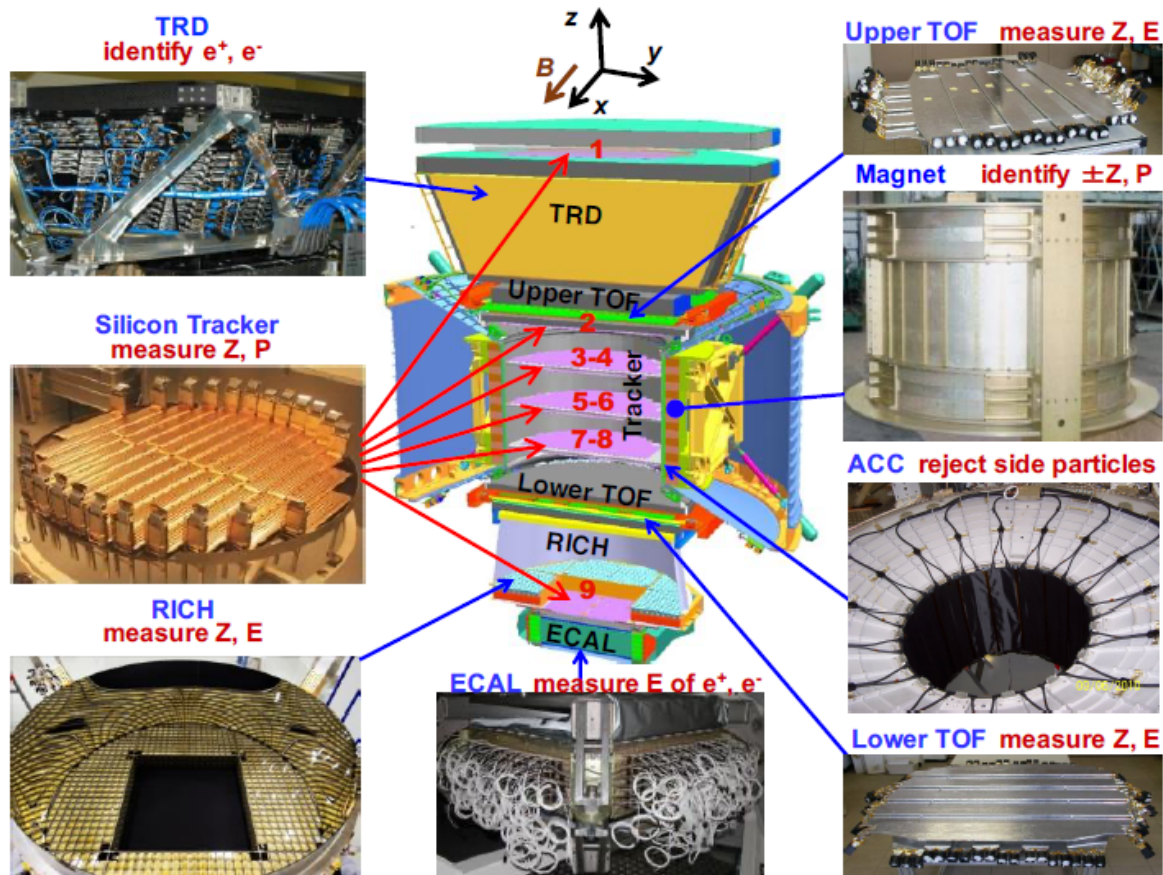 TRD
identify e⁺, e⁻
z
y
B
x
Upper TOF measure Z, E
1
TRD
Magnet identify ±Z, P
Upper TOF
Silicon Tracker
measure Z, P
2
3-4
5-6
7-8
Tracker
ACC reject side particles
Lower TOF
RICH
9
RICH
measure Z, E
ECAL
ECAL measure E of e⁺, e⁻
Lower TOF measure Z, E